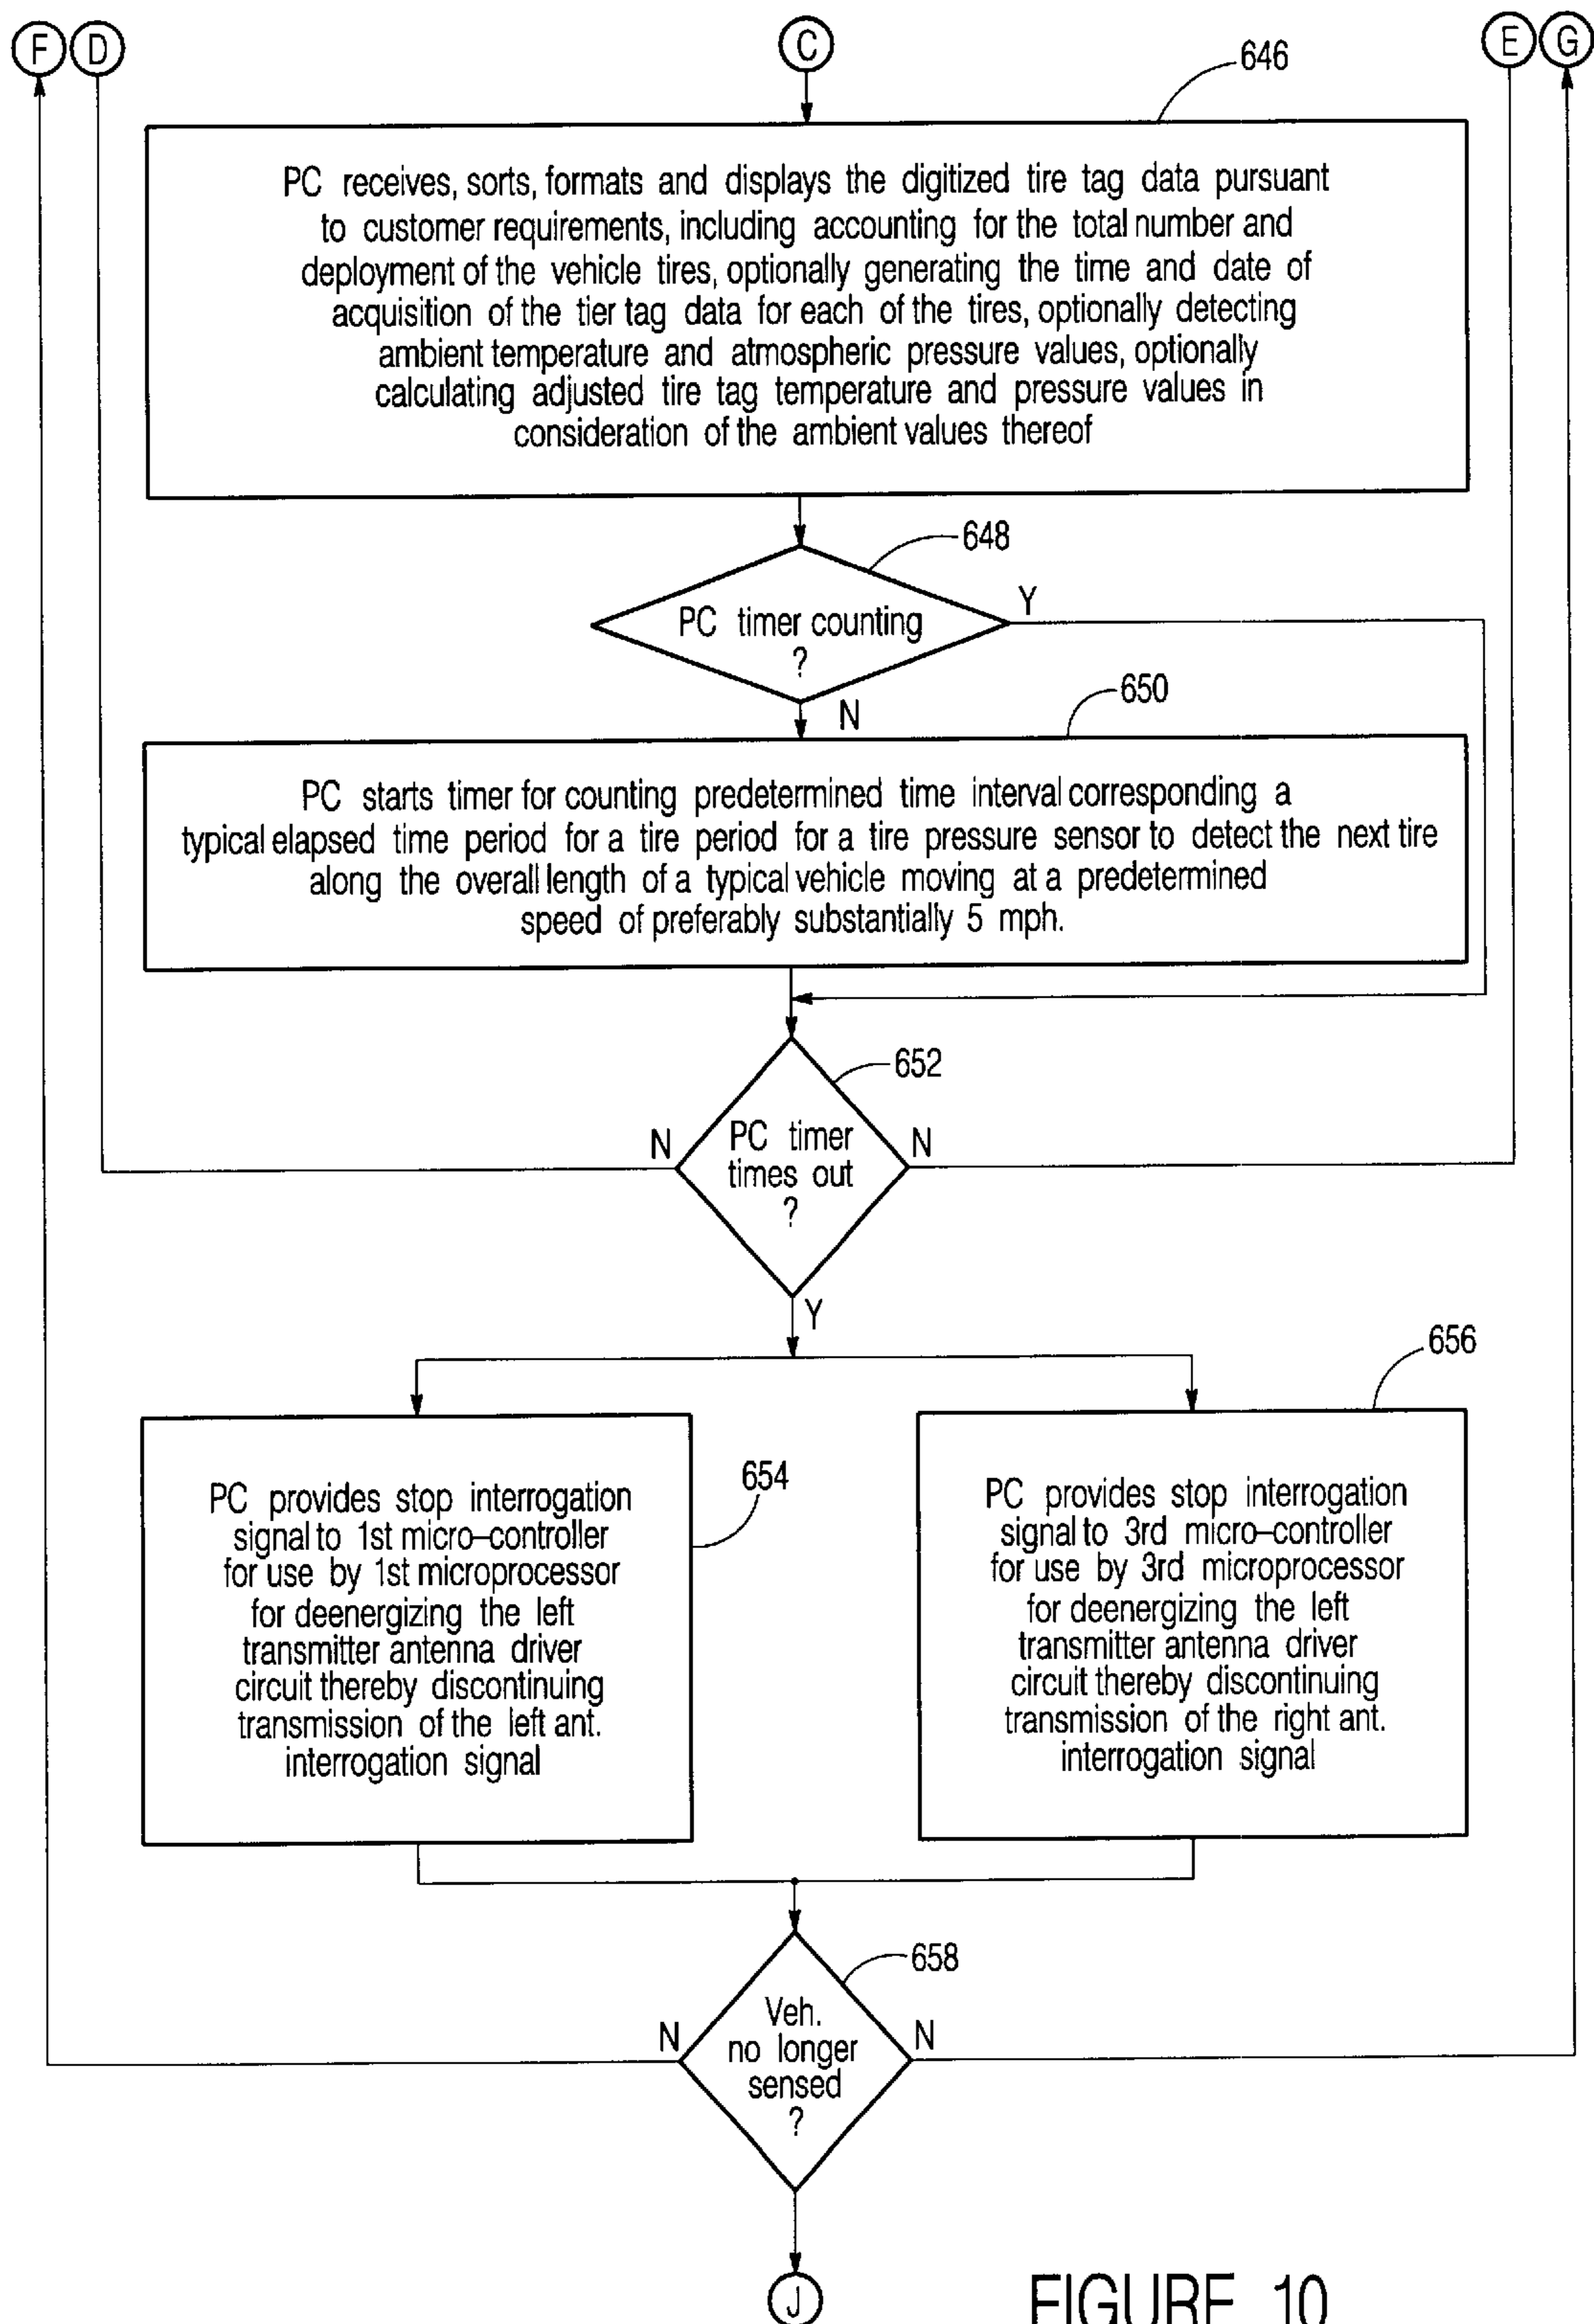 F D C E G
646
PC receives, sorts, formats and displays the digitized tire tag data pursuant
to customer requirements, including accounting for the total number and
deployment of the vehicle tires, optionally generating the time and date of
acquisition of the tier tag data for each of the tires, optionally detecting
ambient temperature and atmospheric pressure values, optionally
calculating adjusted tire tag temperature and pressure values in
consideration of the ambient values thereof
648
PC timer counting
?
Y
N
650
PC starts timer for counting predetermined time interval corresponding a
typical elapsed time period for a tire period for a tire pressure sensor to detect the next tire
along the overall length of a typical vehicle moving at a predetermined
speed of preferably substantially 5 mph.
652
N
PC timer
times out
?
N
Y
654
PC provides stop interrogation
signal to 1st micro–controller
for use by 1st microprocessor
for deenergizing the left
transmitter antenna driver
circuit thereby discontinuing
transmission of the left ant.
interrogation signal
656
PC provides stop interrogation
signal to 3rd micro–controller
for use by 3rd microprocessor
for deenergizing the left
transmitter antenna driver
circuit thereby discontinuing
transmission of the right ant.
interrogation signal
658
N
Veh.
no longer
sensed
?
N
J
FIGURE 10